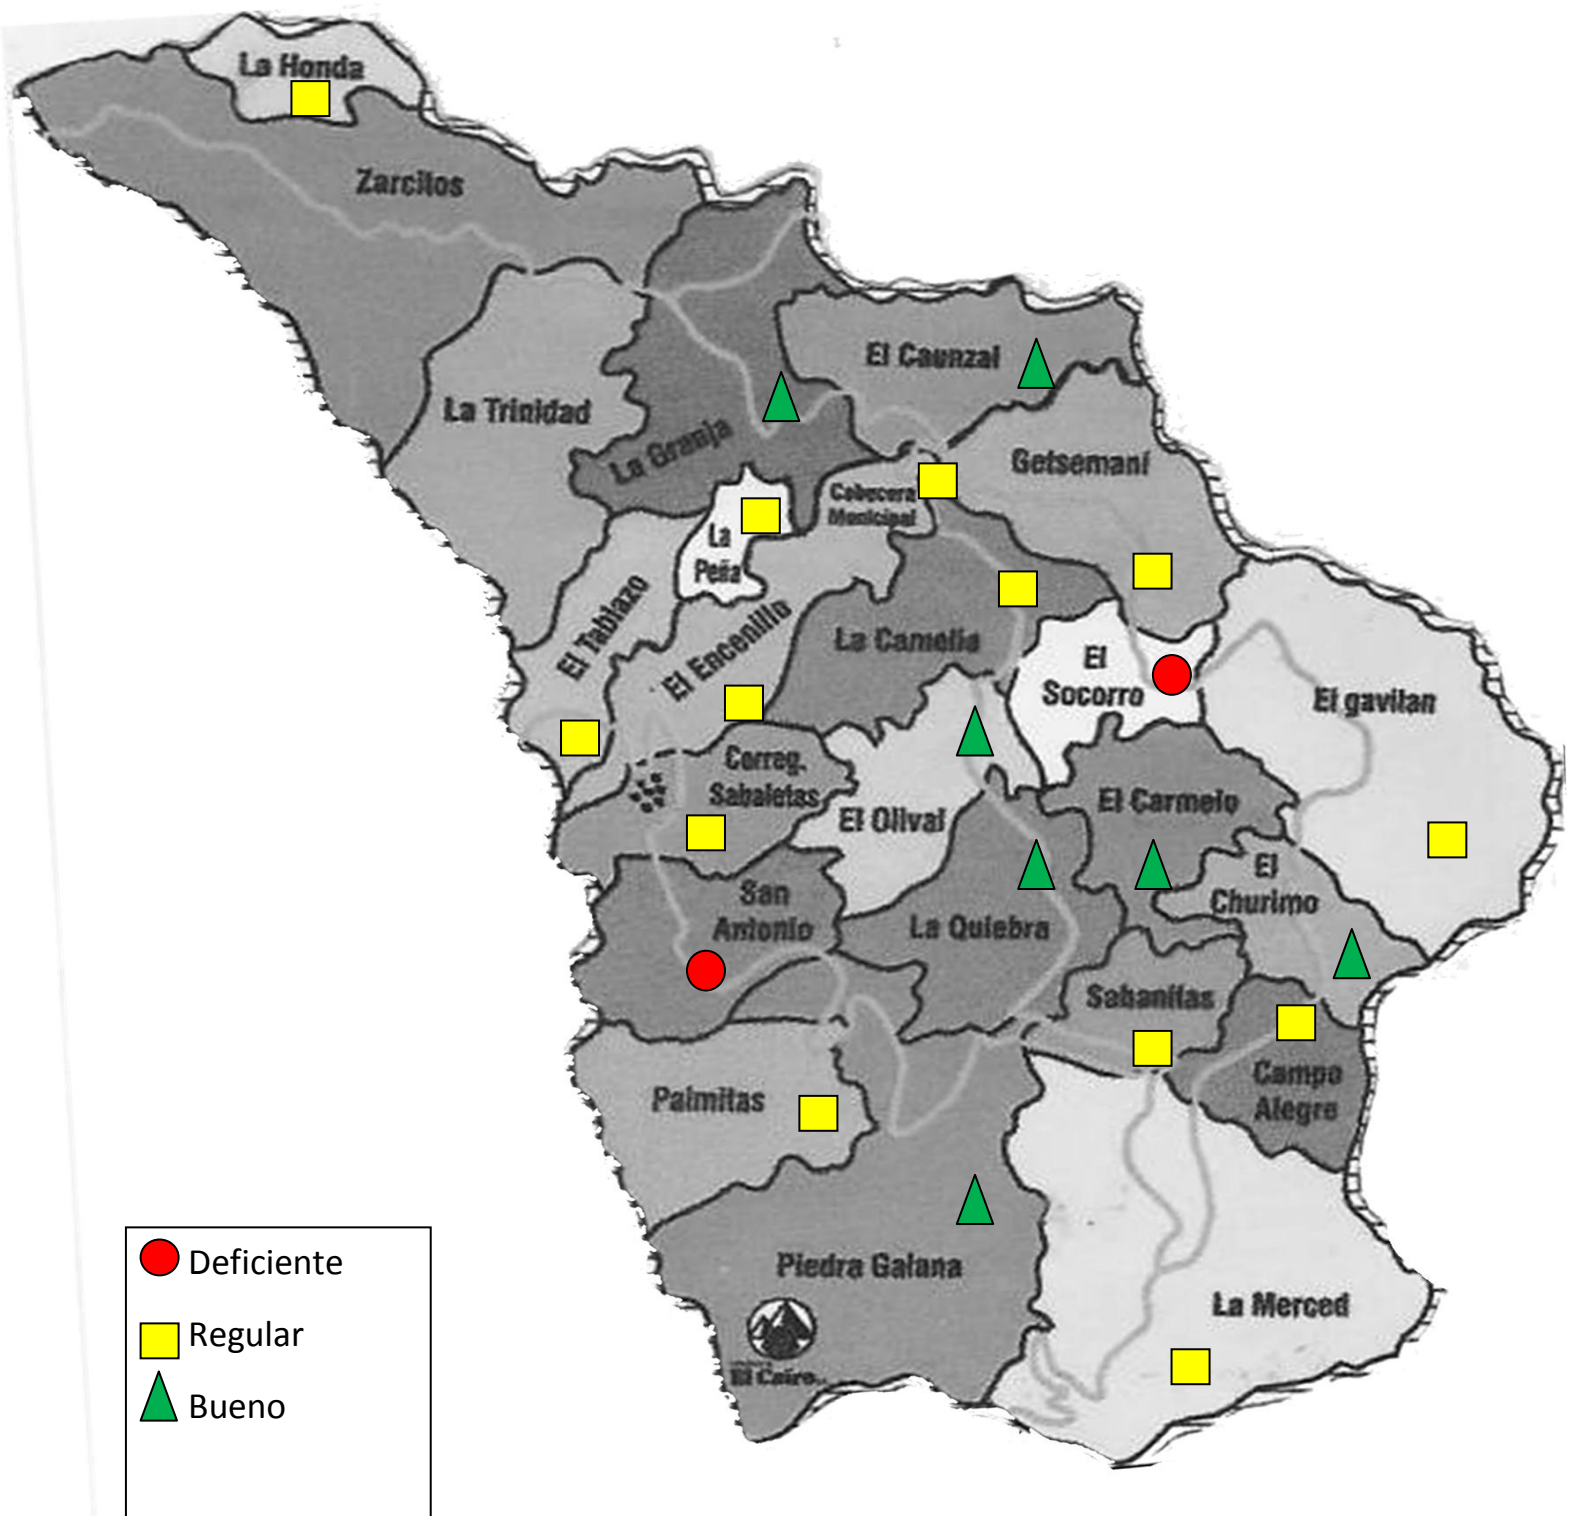 La Honda
Zarcitos
El Caunzal
La Trinidad
La Granja
Getsemaní
Cabecera
Municipal
La
Peña
El Tablazo
El Encenillo
La Camelia
El
Socorro
El gavilan
Correg.
Sabaletas
El Carmelo
El Olival
El
Churimo
San
Antonio
La Quiebra
Sabanitas
Campo
Alegre
Palmitas
Piedra Galana
La Merced
El Cairo
Deficiente
Regular
Bueno